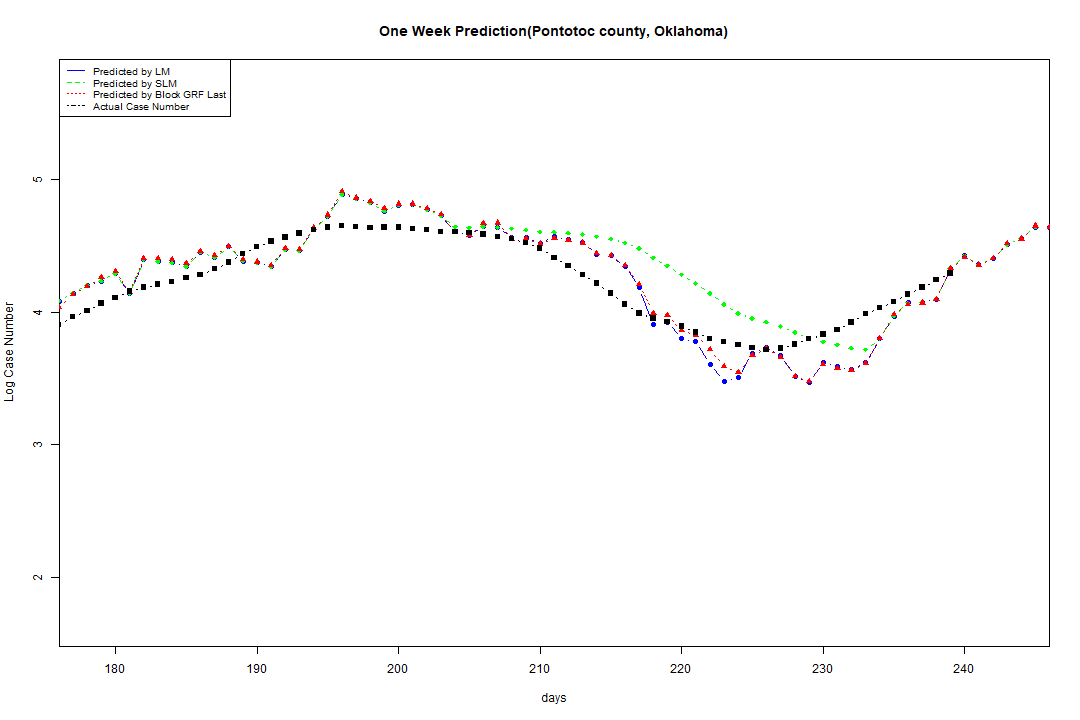 One Week Prediction(Pontotoc county, Oklahoma)
Predicted by LM
Predicted by SLM
Predicted by Block GRF Last
Actual Case Number
Log Case Number
5
4
3
2
180 190 200 210 220 230 240
days